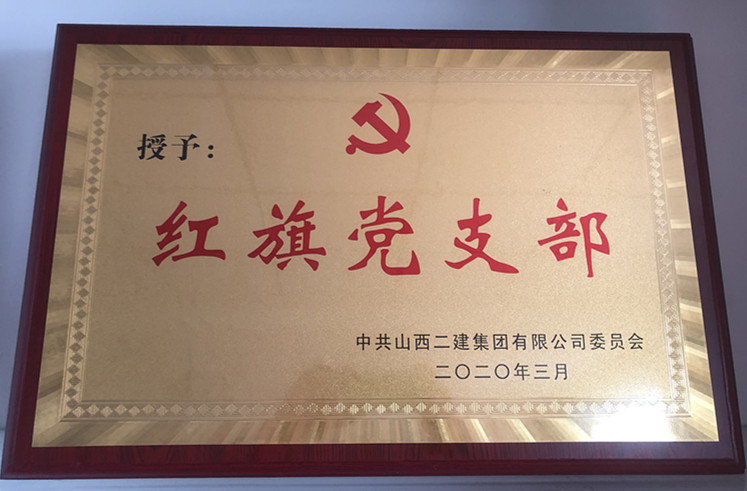 授予：
红旗党支部
中共山西二建集团有限公司委员会
二〇二〇年三月